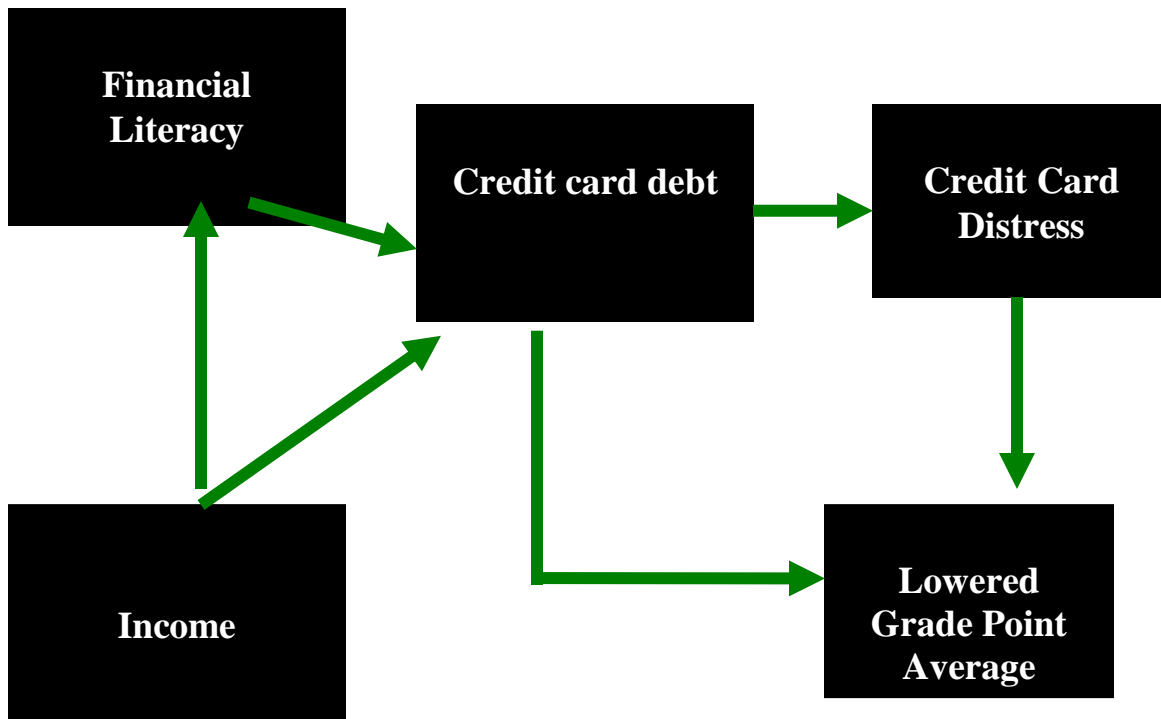 Financial
Literacy
Credit card debt
Credit Card
Distress
Income
Lowered
Grade Point
Average